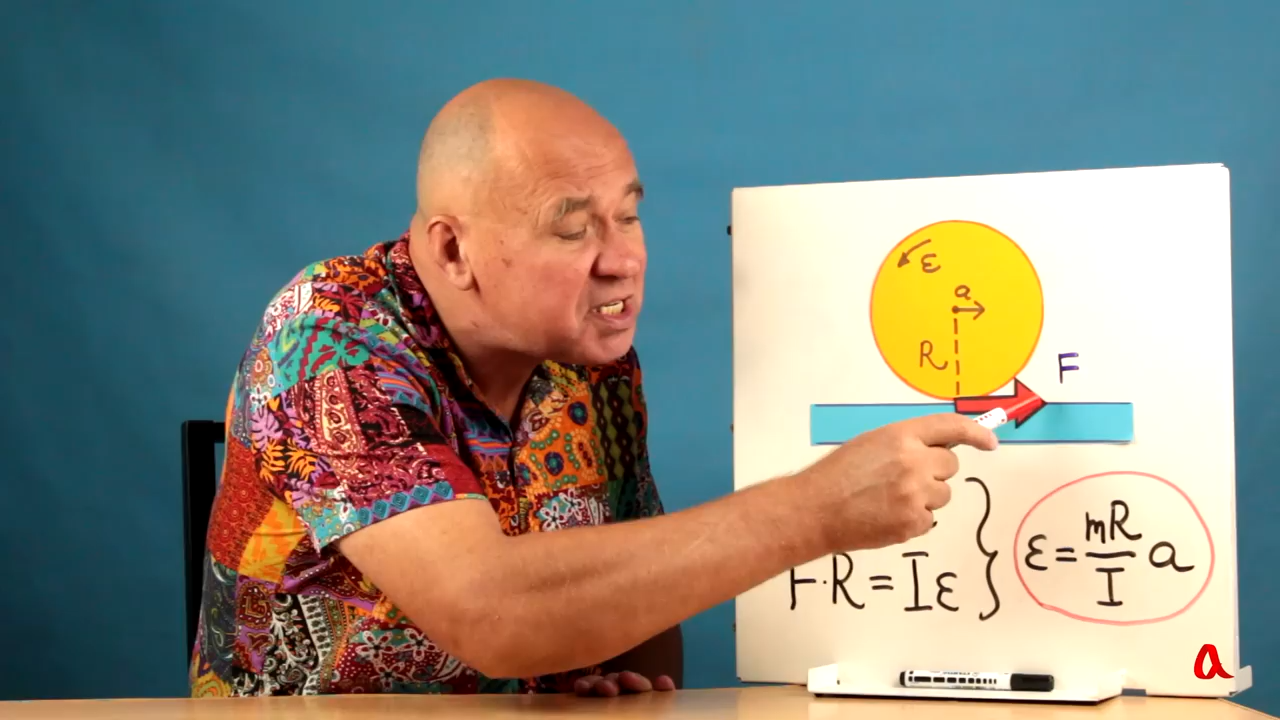 ε
a
R
F
F·R = Iε } ε = mR/I a
a